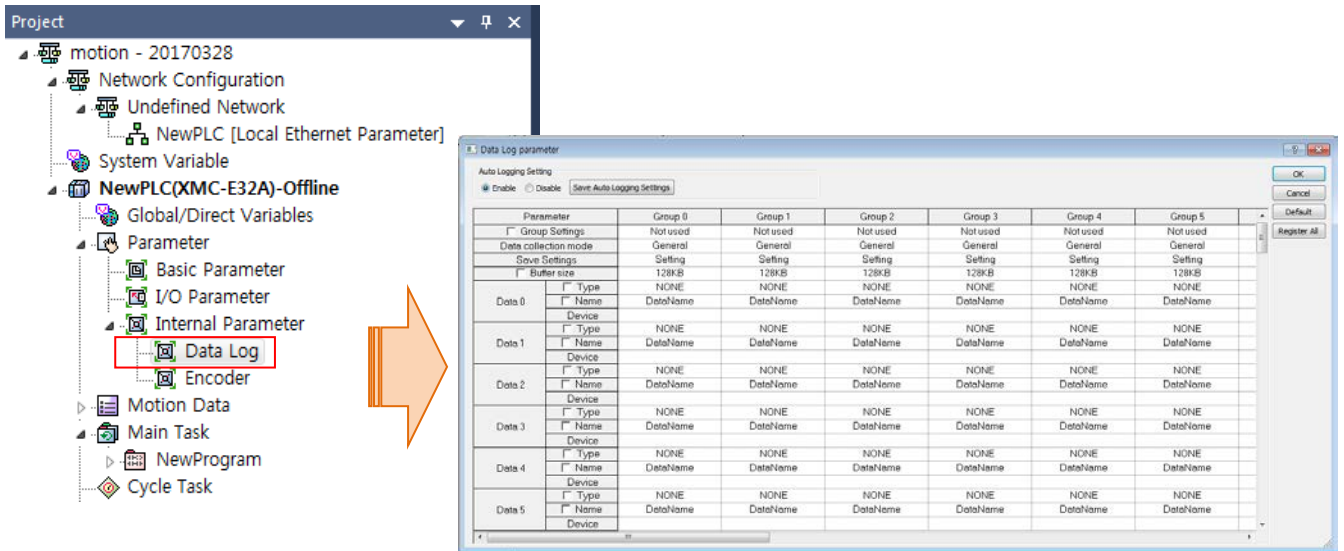 Project
motion - 20170328
Network Configuration
Undefined Network
NewPLC [Local Ethernet Parameter]
System Variable
NewPLC(XMC-E32A)-Offline
Global/Direct Variables
Parameter
Basic Parameter
I/O Parameter
Internal Parameter
Data Log
Encoder
Motion Data
Main Task
NewProgram
Cycle Task
Data Log parameter
Auto Logging Setting
Enable Disable Save Auto Logging Settings
OK
Cancel
Default
Register All
Parameter Group 0 Group 1 Group 2 Group 3 Group 4 Group 5
Group Settings Not used Not used Not used Not used Not used Not used
Data collection mode General General General General General General
Save Settings Setting Setting Setting Setting Setting Setting
Buffer size 128KB 128KB 128KB 128KB 128KB 128KB
Type NONE NONE NONE NONE NONE NONE
Data 0 Name DataName DataName DataName DataName DataName DataName
Device
Type NONE NONE NONE NONE NONE NONE
Data 1 Name DataName DataName DataName DataName DataName DataName
Device
Type NONE NONE NONE NONE NONE NONE
Data 2 Name DataName DataName DataName DataName DataName DataName
Device
Type NONE NONE NONE NONE NONE NONE
Data 3 Name DataName DataName DataName DataName DataName DataName
Device
Type NONE NONE NONE NONE NONE NONE
Data 4 Name DataName DataName DataName DataName DataName DataName
Device
Type NONE NONE NONE NONE NONE NONE
Data 5 Name DataName DataName DataName DataName DataName DataName
Device